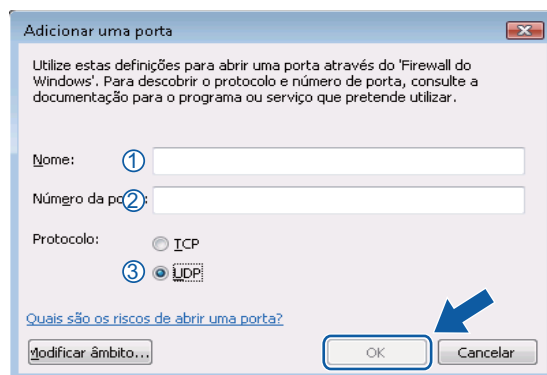 Adicionar uma porta
Utilize estas definições para abrir uma porta através do 'Firewall do
Windows'. Para descobrir o protocolo e número de porta, consulte a
documentação para o programa ou serviço que pretende utilizar.
Nome: 1
Número da po 2 :
Protocolo: TCP
3 UDP
Quais são os riscos de abrir uma porta?
Modificar âmbito... OK Cancelar